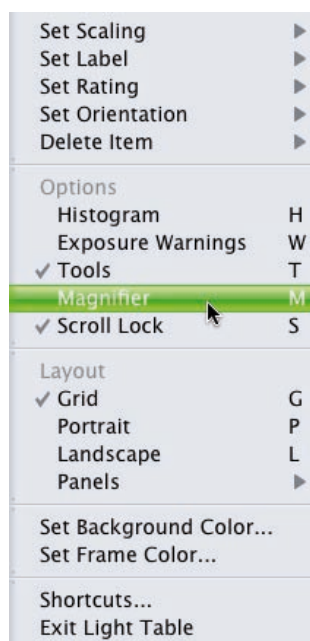 Set Scaling
Set Label
Set Rating
Set Orientation
Delete Item
Options
Histogram H
Exposure Warnings W
✓ Tools T
Magnifier M
✓ Scroll Lock S
Layout
✓ Grid G
Portrait P
Landscape L
Panels
Set Background Color...
Set Frame Color...
Shortcuts...
Exit Light Table